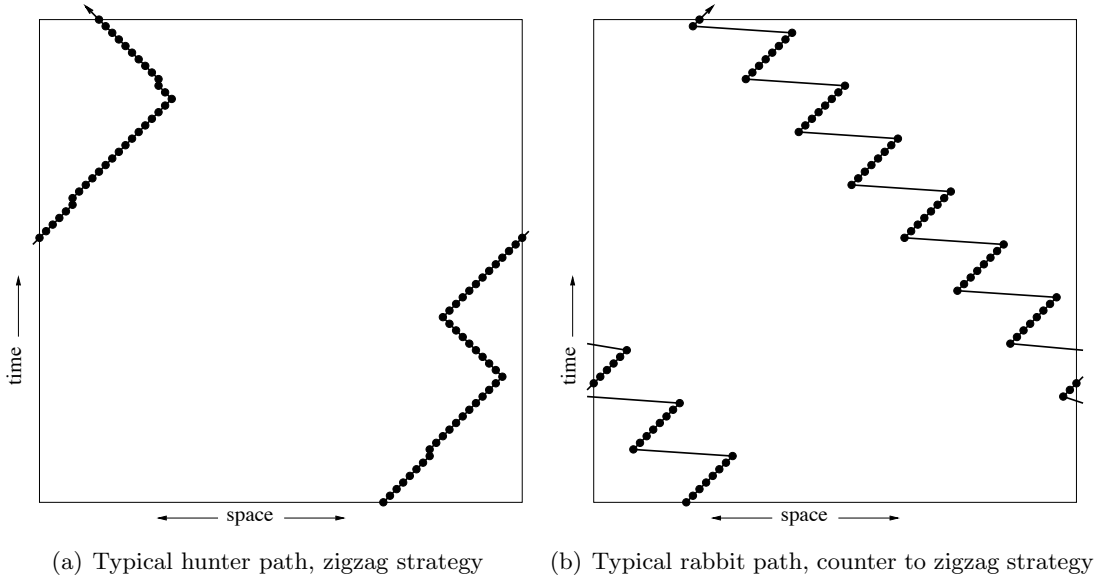 time
time
space
space
(a) Typical hunter path, zigzag strategy
(b) Typical rabbit path, counter to zigzag strategy